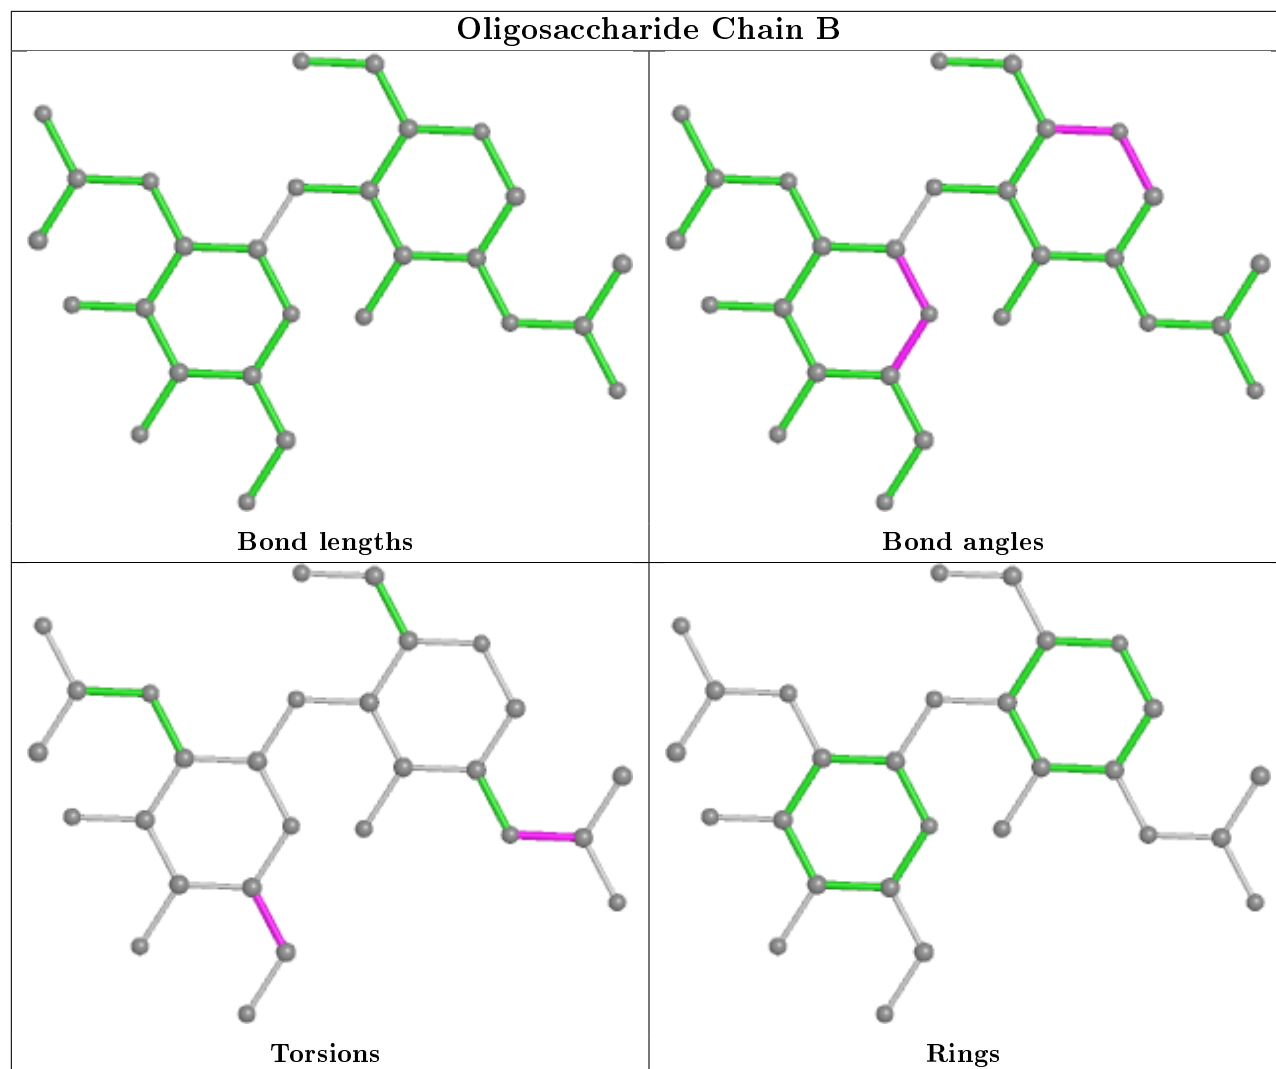 Oligosaccharide Chain B
Bond lengths
Bond angles
Torsions
Rings